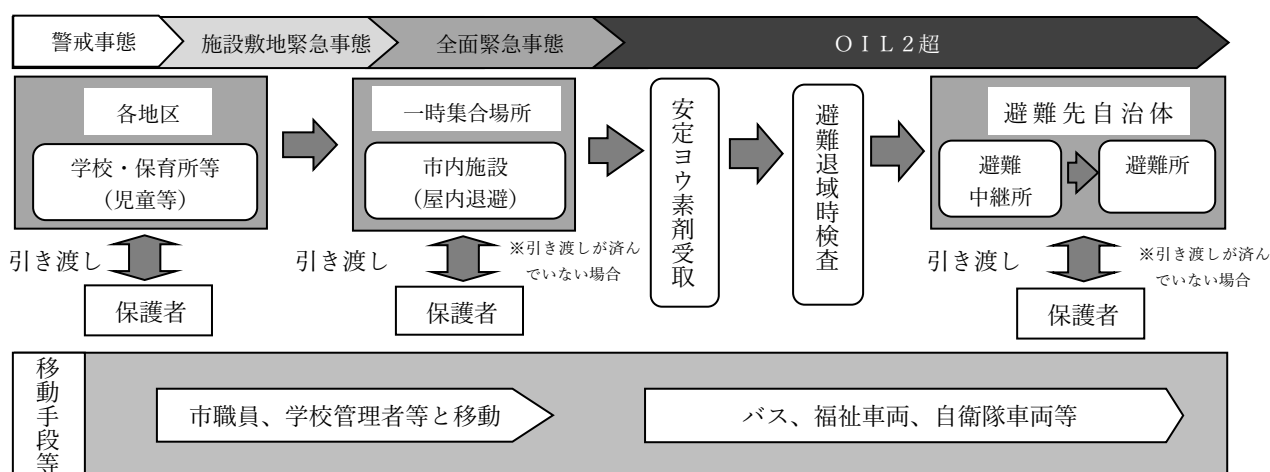 警戒事態
施設敷地緊急事態
全面緊急事態
ＯＩＬ２超
各地区
学校・保育所等
（児童等）
一時集合場所
市内施設
（屋内退避）
安定ヨウ素剤受取
避難退域時検査
避難先自治体
避難
中継所
避難所
引き渡し
保護者
引き渡し
※引き渡しが済ん
でいない場合
保護者
引き渡し
※引き渡しが済ん
でいない場合
保護者
移動手段等
市職員、学校管理者等と移動
バス、福祉車両、自衛隊車両等